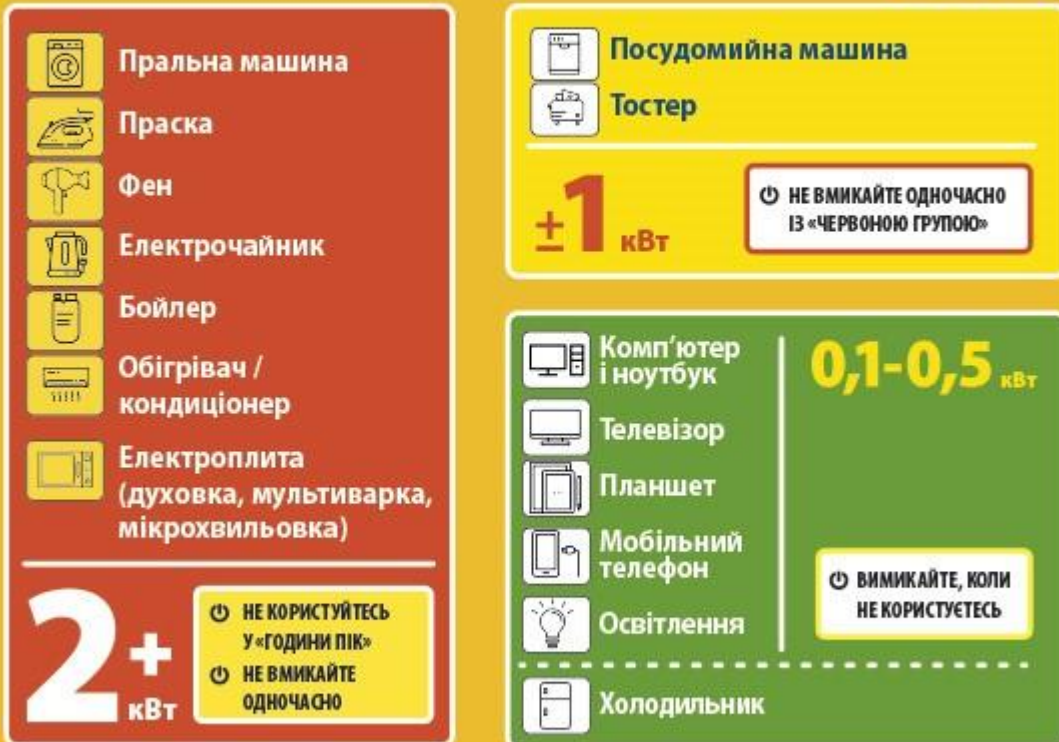 Пральна машина
Праска
Фен
Електрочайник
Бойлер
Обігрівач /
кондиціонер
Електроплита
(духовка, мультиварка,
мікрохвильовка)
2+
кВт
НЕ КОРИСТУЙТЕСЬ
У «ГОДИНИ ПІК»
НЕ ВМИКАЙТЕ
ОДНОЧАСНО
Посудомийна машина
Тостер
±1 кВт
НЕ ВМИКАЙТЕ ОДНОЧАСНО
ІЗ «ЧЕРВОНОЮ ГРУПОЮ»
Комп’ютер
і ноутбук
Телевізор
Планшет
Мобільний
телефон
Освітлення
0,1-0,5 кВт
ВИМИКАЙТЕ, КОЛИ
НЕ КОРИСТУЄТЕСЬ
Холодильник